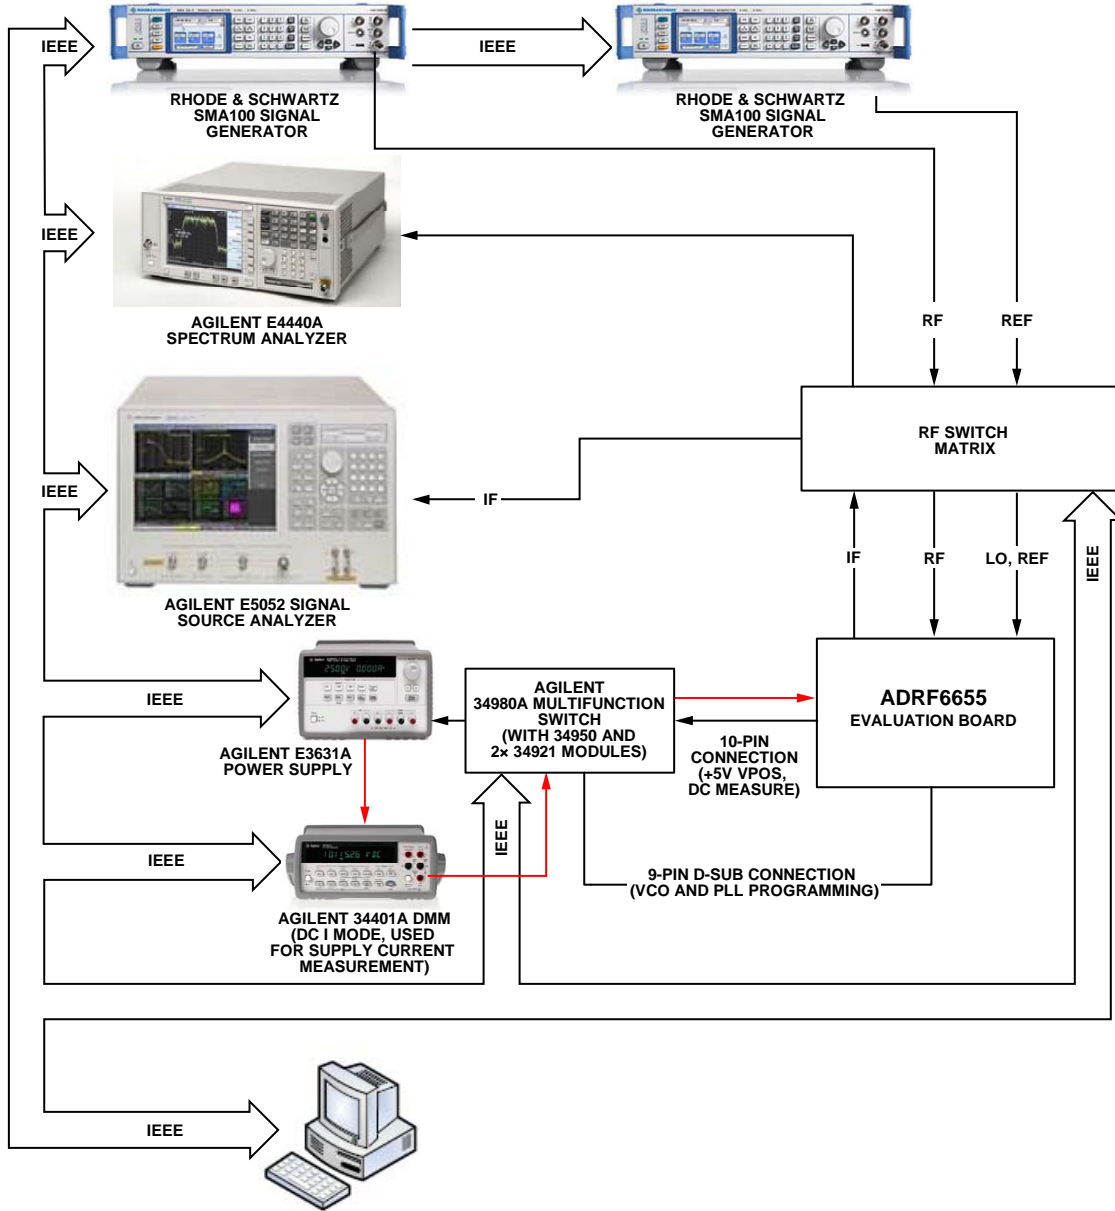 IEEE
IEEE
RHODE & SCHWARTZ
SMA100 SIGNAL
GENERATOR
RHODE & SCHWARTZ
SMA100 SIGNAL
GENERATOR
IEEE
AGILENT E4440A
SPECTRUM ANALYZER
RF
REF
RF SWITCH
MATRIX
IEEE
IF
AGILENT E5052 SIGNAL
SOURCE ANALYZER
IF
RF
LO, REF
IEEE
IEEE
AGILENT E3631A
POWER SUPPLY
AGILENT
34980A MULTIFUNCTION
SWITCH
(WITH 34950 AND
2× 34921 MODULES)
10-PIN
CONNECTION
(+5V VPOS,
DC MEASURE)
ADRF6655
EVALUATION BOARD
IEEE
IEEE
9-PIN D-SUB CONNECTION
(VCO AND PLL PROGRAMMING)
AGILENT 34401A DMM
(DC I MODE, USED
FOR SUPPLY CURRENT
MEASUREMENT)
IEEE